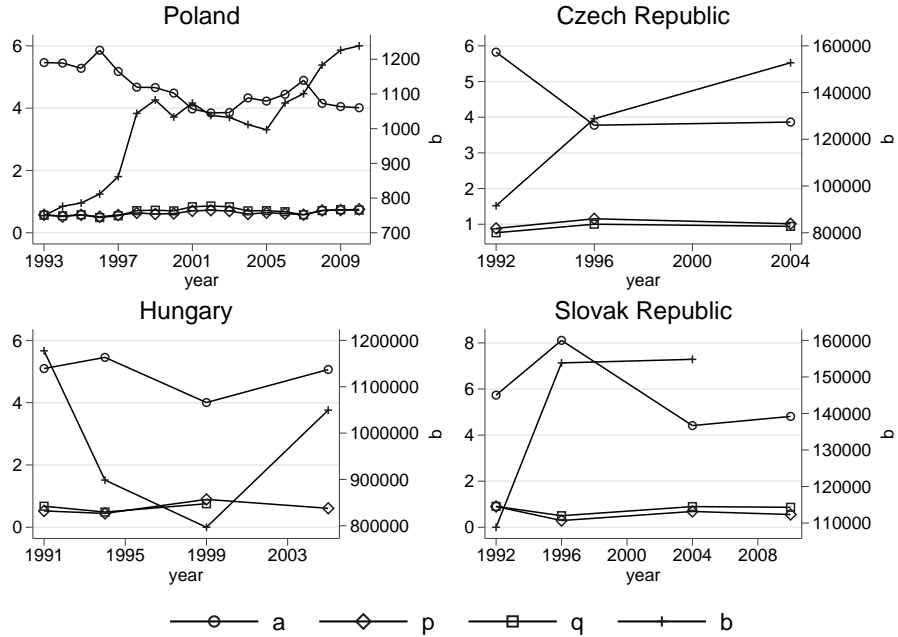 Poland
6
4
2
0
1200
1100
1000
900
800
700
b
1993 1997 2001 2005 2009
year
Czech Republic
6
5
4
3
2
1
160000
140000
120000
100000
80000
b
1992 1996 2000 2004
year
Hungary
6
4
2
0
1200000
1100000
1000000
900000
800000
b
1991 1995 1999 2003
year
Slovak Republic
8
6
4
2
0
160000
150000
140000
130000
120000
110000
b
1992 1996 2000 2004 2008
year
a p q b